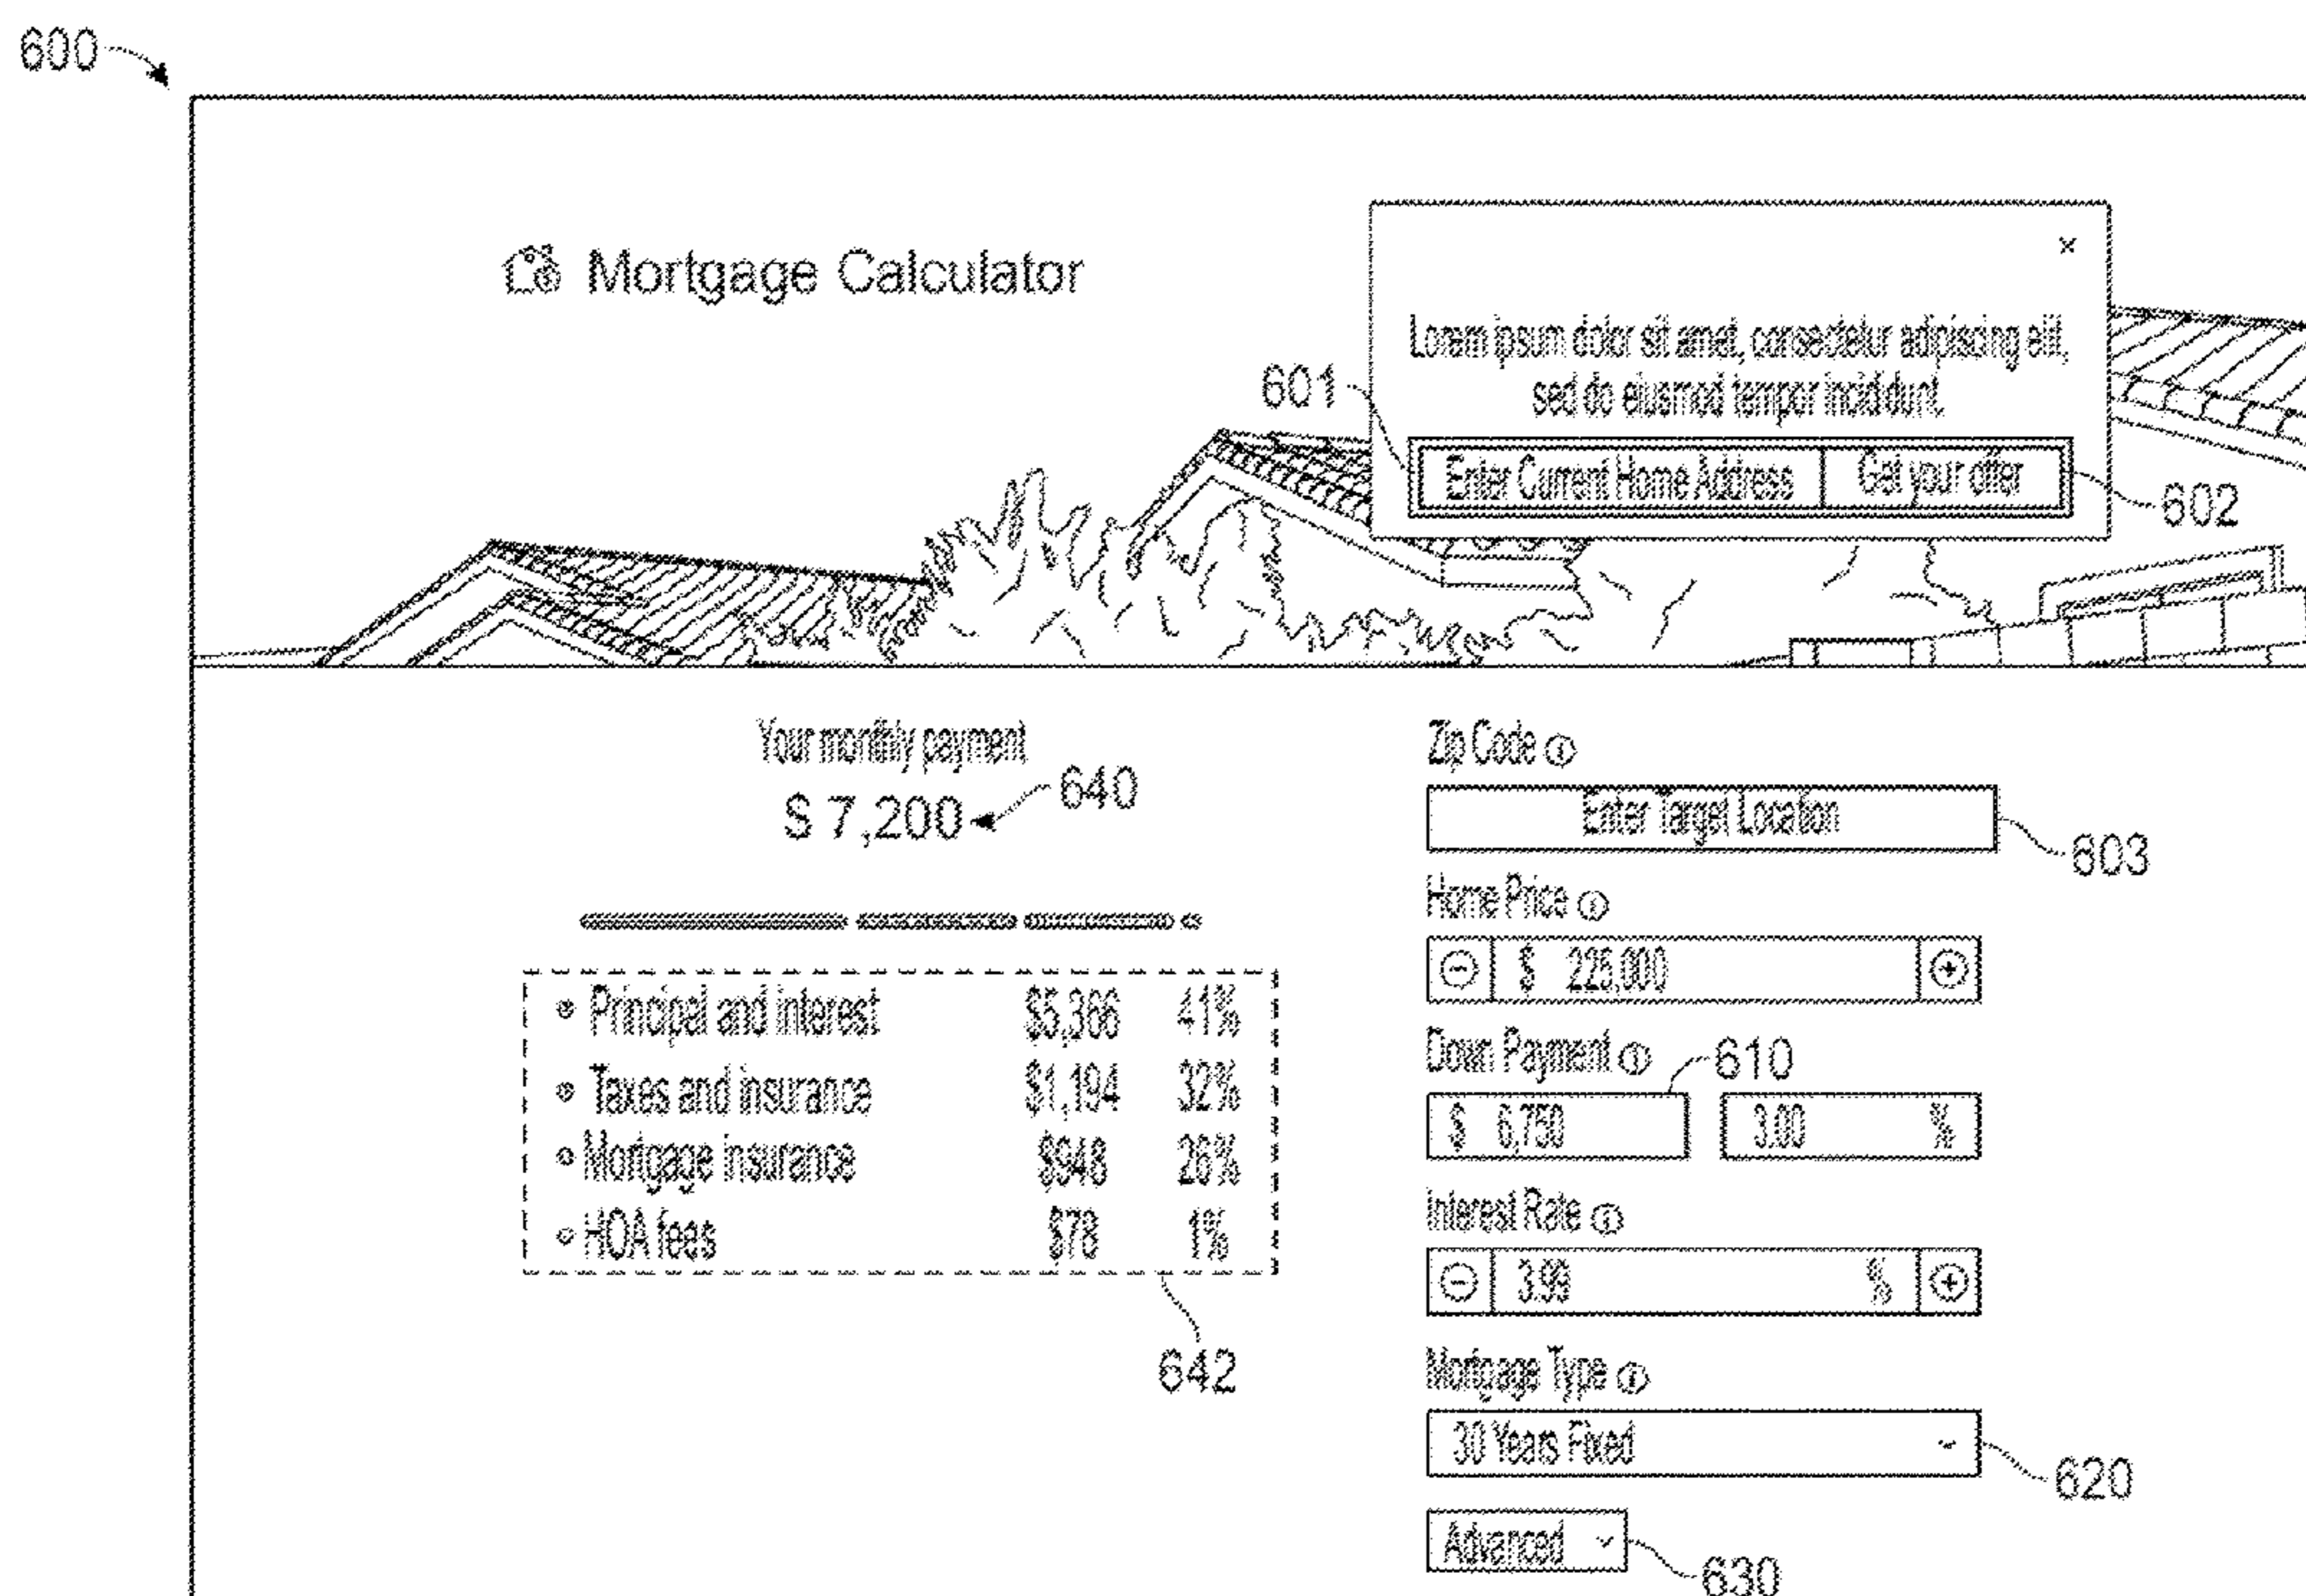 600
Mortgage Calculator
×
Lorem ipsum dolor sit amet, consectetur adipiscing elit,
sed do eiusmod tempor incididunt.
601
Enter Current Home Address
Get your offer
602
Your monthly payment
$ 7,200
640
Principal and interest $5,366 41%
Taxes and insurance $1,194 32%
Mortgage insurance $948 26%
HOA fees $78 1%
642
Zip Code
Enter Target Location
603
Home Price
$ 225,000
Down Payment
610
$ 6,750 3.00 %
Interest Rate
3.99 %
Mortgage Type
30 Years Fixed
620
Advanced
630